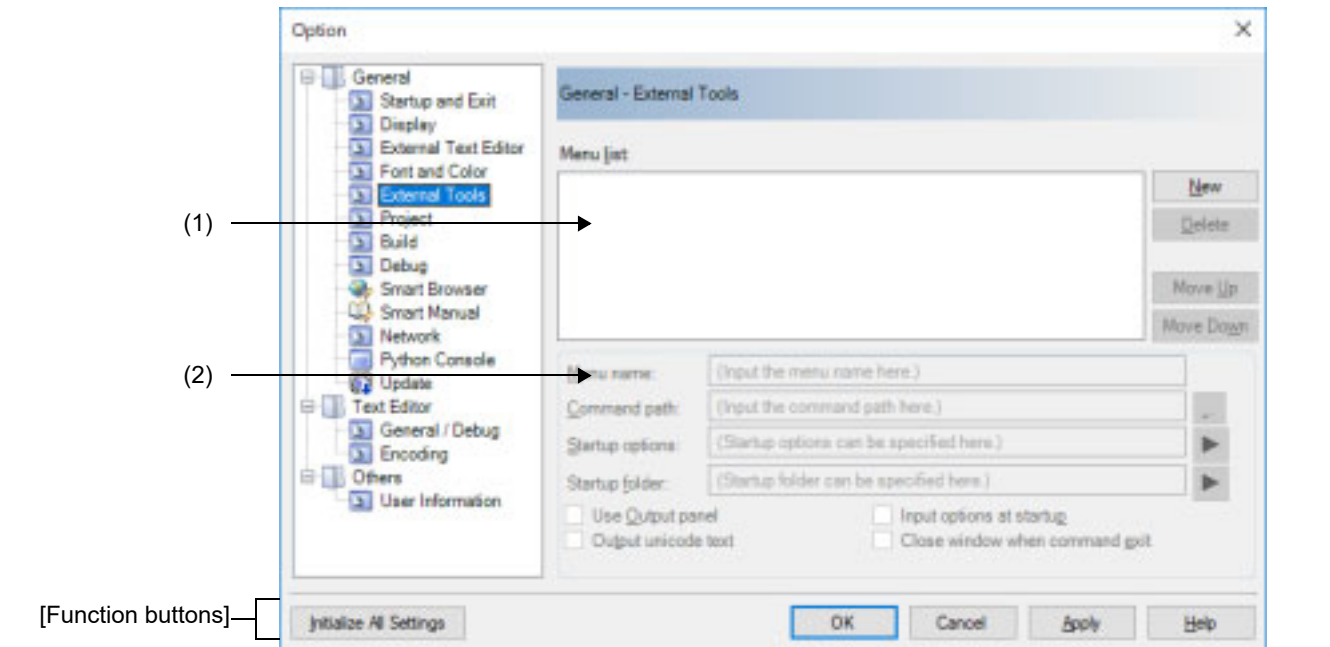 Option
General
Startup and Exit
Display
External Text Editor
Font and Color
External Tools
Project
Build
Debug
Smart Browser
Smart Manual
Network
Python Console
Update
Text Editor
General / Debug
Encoding
Others
User Information
General - External Tools
Menu list
New
Delete
Move Up
Move Down
(1)
(2)
Menu name: (Input the menu name here.)
Command path: (Input the command path here.) ...
Startup options: (Startup options can be specified here.)
Startup folder: (Startup folder can be specified here.)
Use Output panel Input options at startup
Output unicode text Close window when command exit
[Function buttons]
Initialize All Settings OK Cancel Apply Help